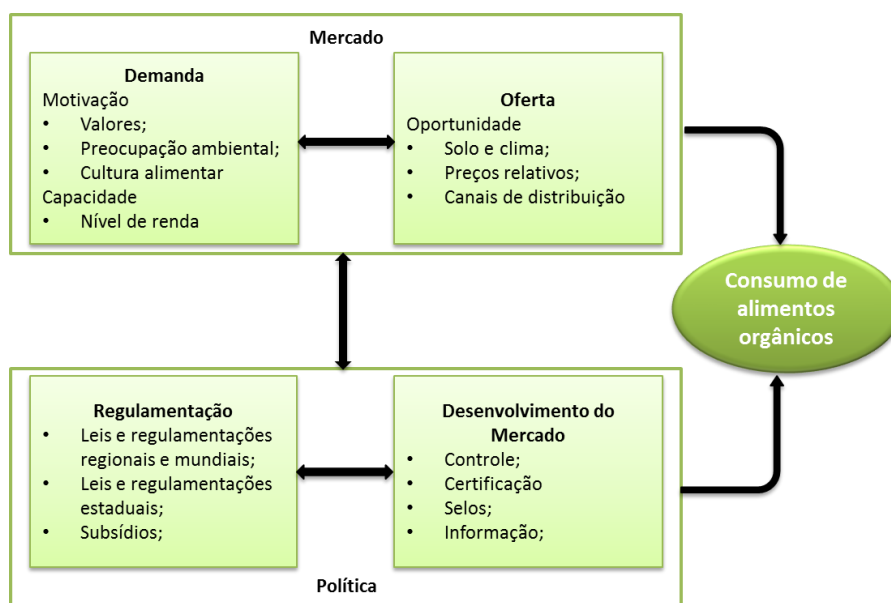 Mercado
Demanda
Motivação
• Valores;
• Preocupação ambiental;
• Cultura alimentar
Capacidade
• Nível de renda
Oferta
Oportunidade
• Solo e clima;
• Preços relativos;
• Canais de distribuição
Consumo de
alimentos
orgânicos
Regulamentação
• Leis e regulamentações
regionais e mundiais;
• Leis e regulamentações
estaduais;
• Subsídios;
Desenvolvimento do
Mercado
• Controle;
• Certificação
• Selos;
• Informação;
Política